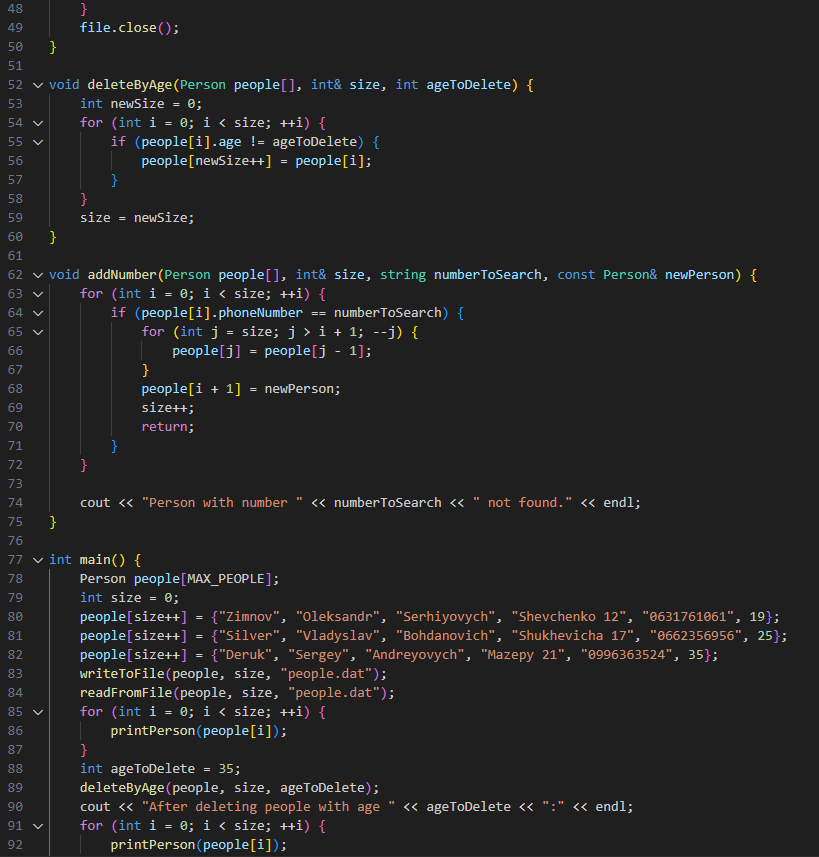 48 }
49 file.close();
50 }
51
52 void deleteByAge(Person people[], int& size, int ageToDelete) {
53 int newSize = 0;
54 for (int i = 0; i < size; ++i) {
55 if (people[i].age != ageToDelete) {
56 people[newSize++] = people[i];
57 }
58 }
59 size = newSize;
60 }
61
62 void addNumber(Person people[], int& size, string numberToSearch, const Person& newPerson) {
63 for (int i = 0; i < size; ++i) {
64 if (people[i].phoneNumber == numberToSearch) {
65 for (int j = size; j > i + 1; --j) {
66 people[j] = people[j - 1];
67 }
68 people[i + 1] = newPerson;
69 size++;
70 return;
71 }
72 }
73
74 cout << "Person with number " << numberToSearch << " not found." << endl;
75 }
76
77 int main() {
78 Person people[MAX_PEOPLE];
79 int size = 0;
80 people[size++] = {"Zimnov", "Oleksandr", "Serhiyovych", "Shevchenko 12", "0631761061", 19};
81 people[size++] = {"Silver", "Vladyslav", "Bohdanovich", "Shukhevicha 17", "0662356956", 25};
82 people[size++] = {"Deruk", "Sergey", "Andreyovych", "Mazepy 21", "0996363524", 35};
83 writeToFile(people, size, "people.dat");
84 readFromFile(people, size, "people.dat");
85 for (int i = 0; i < size; ++i) {
86 printPerson(people[i]);
87 }
88 int ageToDelete = 35;
89 deleteByAge(people, size, ageToDelete);
90 cout << "After deleting people with age " << ageToDelete << ":" << endl;
91 for (int i = 0; i < size; ++i) {
92 printPerson(people[i]);